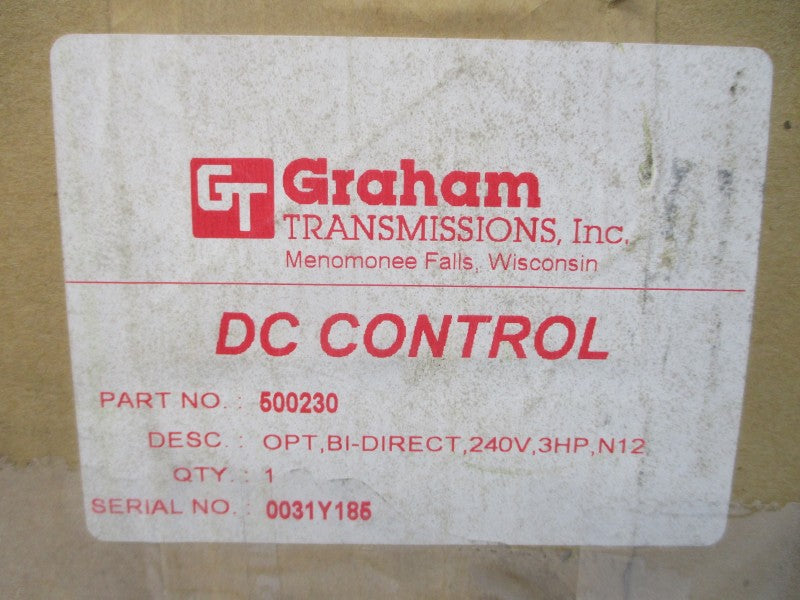 GT Graham
TRANSMISSIONS, Inc.
Menomonee Falls, Wisconsin
DC CONTROL
PART NO. : 500230
DESC. : OPT,BI-DIRECT,240V,3HP,N12
QTY. : 1
SERIAL NO. : 0031Y185